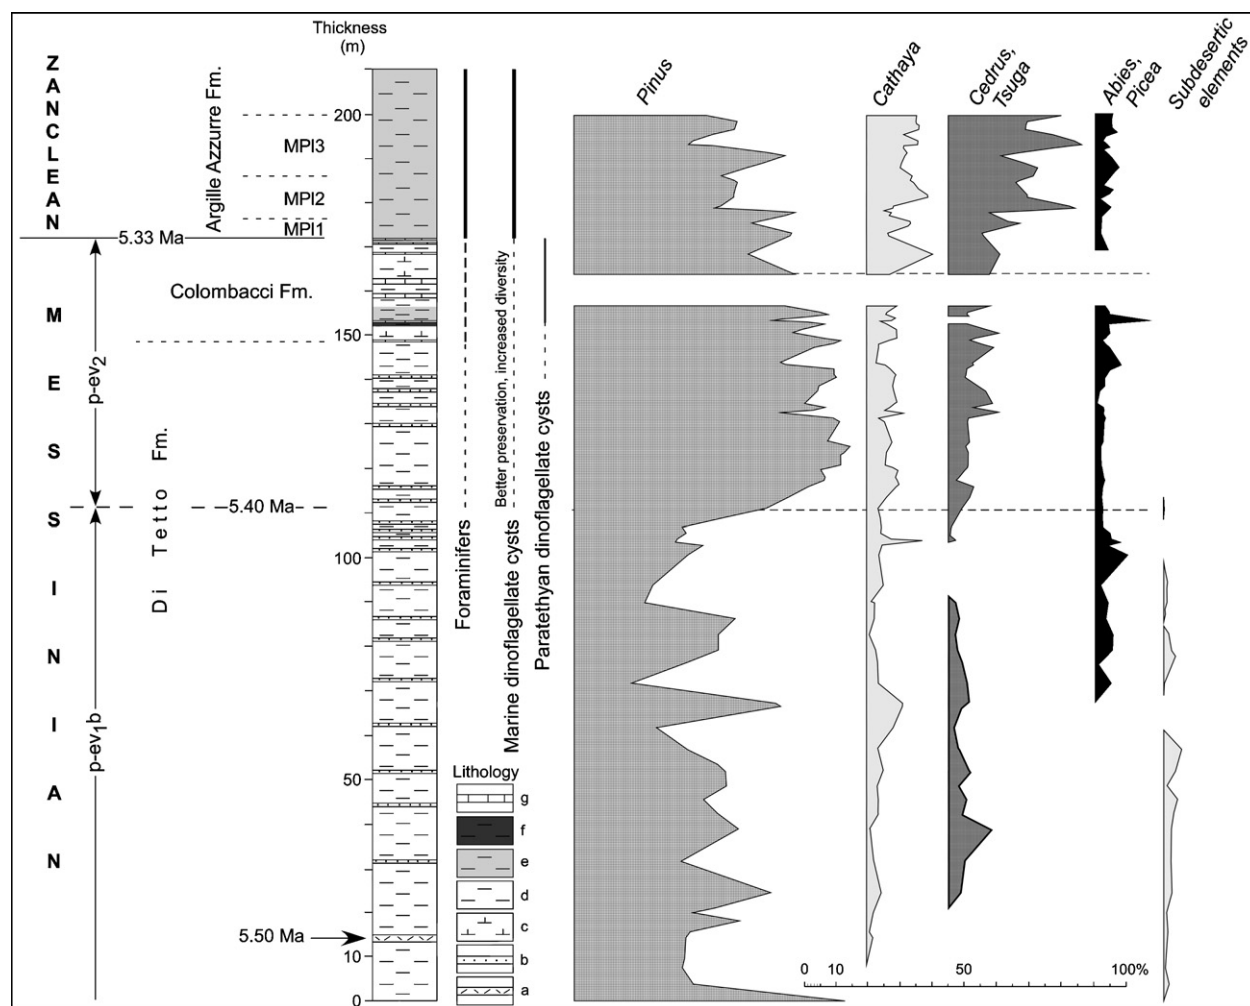 Thickness
(m)
ZANCLEAN
Argille Azzurre Fm.
200
MPl3
MPl2
MPl1
5.33 Ma
Colombacci Fm.
150
MESSINIAN
p-ev2
Di Tetto Fm.
5.40 Ma
100
p-ev1b
50
5.50 Ma
10
0
Foraminifers
Marine dinoflagellate cysts
Better preservation, increased diversity
Paratethyan dinoflagellate cysts
Lithology
g
f
e
d
c
b
a
Pinus
Cathaya
Cedrus,
Tsuga
Abies,
Picea
Subdesertic
elements
0 10 50 100%